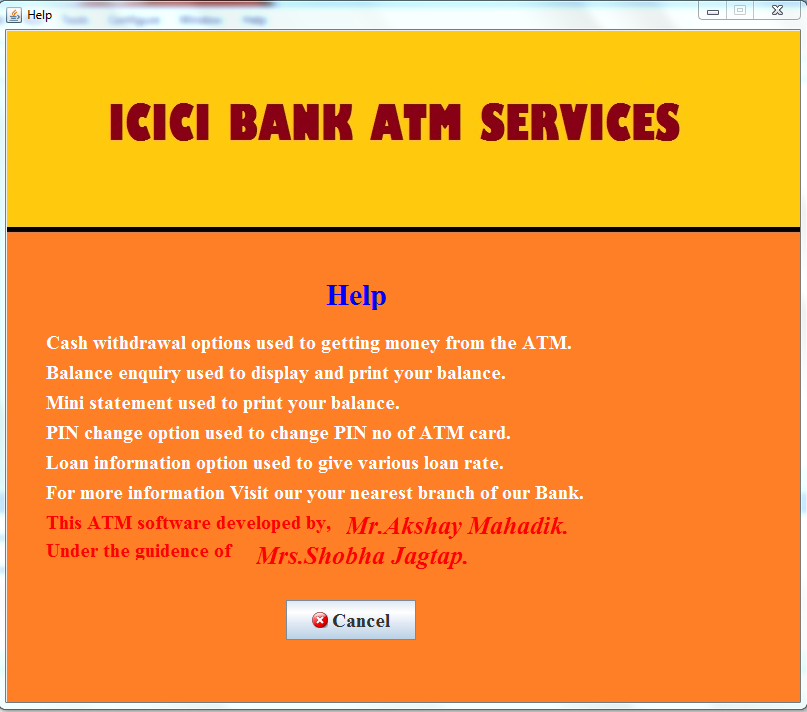 Help
Tools Configure Window Help
ICICI BANK ATM SERVICES
Help
Cash withdrawal options used to getting money from the ATM.
Balance enquiry used to display and print your balance.
Mini statement used to print your balance.
PIN change option used to change PIN no of ATM card.
Loan information option used to give various loan rate.
For more information Visit our your nearest branch of our Bank.
This ATM software developed by, Mr.Akshay Mahadik.
Under the guidence of Mrs.Shobha Jagtap.
Cancel